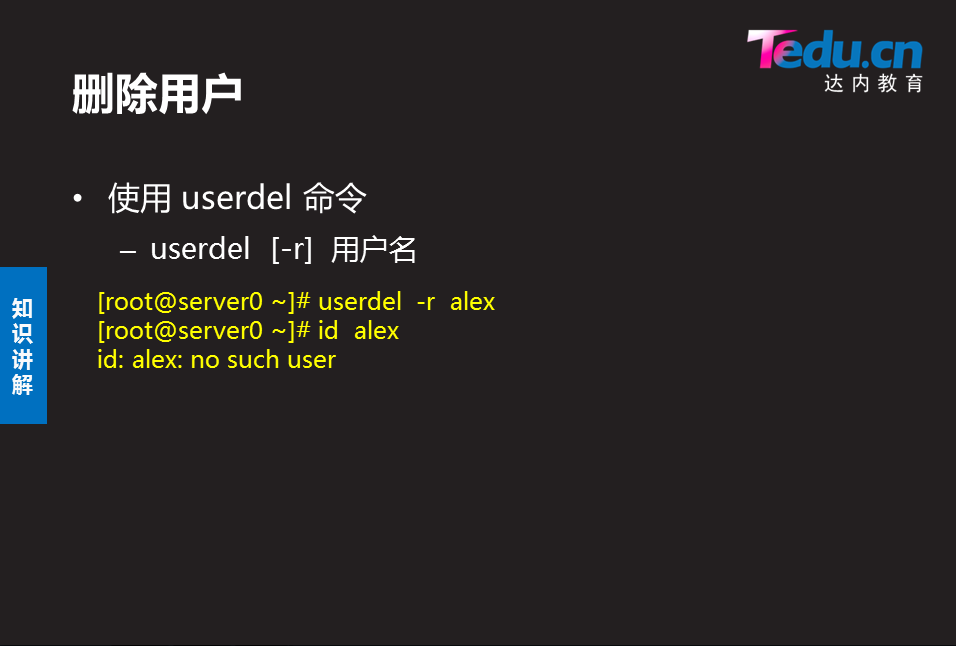 Tedu.cn
达内教育
删除用户
• 使用 userdel 命令
– userdel [-r] 用户名
知识讲解
[root@server0 ~]# userdel -r alex
[root@server0 ~]# id alex
id: alex: no such user